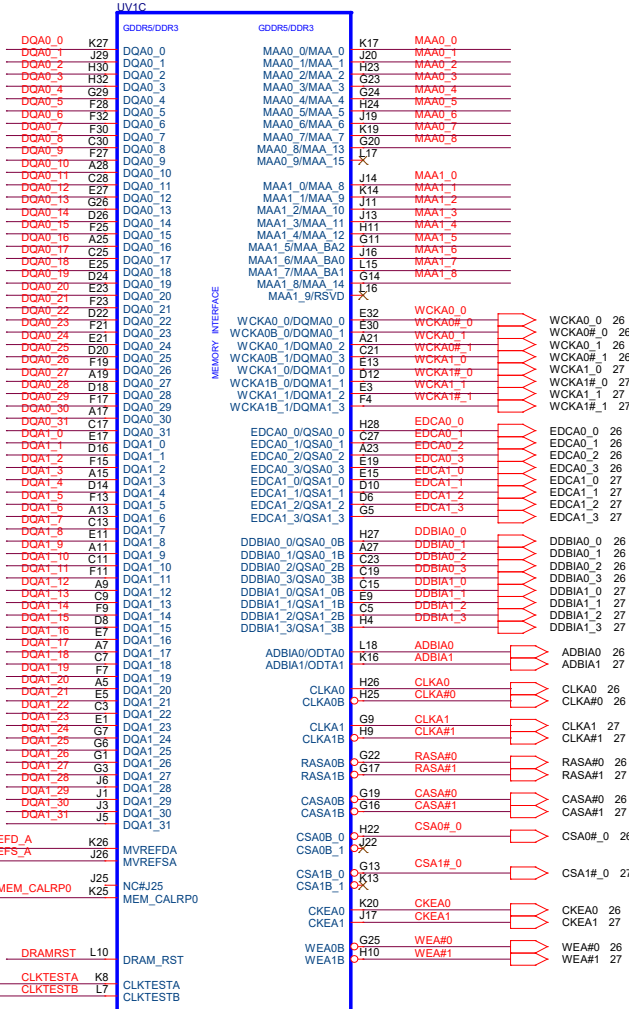 UV1C
GDDR5/DDR3 GDDR5/DDR3
DQA0_0 K27 DQA0_0
DQA0_1 J29 DQA0_1
DQA0_2 H30 DQA0_2
DQA0_3 H32 DQA0_3
DQA0_4 G29 DQA0_4
DQA0_5 F28 DQA0_5
DQA0_6 F32 DQA0_6
DQA0_7 F30 DQA0_7
DQA0_8 C30 DQA0_8
DQA0_9 F27 DQA0_9
DQA0_10 A28 DQA0_10
DQA0_11 C28 DQA0_11
DQA0_12 E27 DQA0_12
DQA0_13 G26 DQA0_13
DQA0_14 D26 DQA0_14
DQA0_15 F25 DQA0_15
DQA0_16 A25 DQA0_16
DQA0_17 C25 DQA0_17
DQA0_18 E25 DQA0_18
DQA0_19 D24 DQA0_19
DQA0_20 E23 DQA0_20
DQA0_21 F23 DQA0_21
DQA0_22 D22 DQA0_22
DQA0_23 F21 DQA0_23
DQA0_24 E21 DQA0_24
DQA0_25 D20 DQA0_25
DQA0_26 F19 DQA0_26
DQA0_27 A19 DQA0_27
DQA0_28 D18 DQA0_28
DQA0_29 F17 DQA0_29
DQA0_30 A17 DQA0_30
DQA0_31 C17 DQA0_31
DQA1_0 E17 DQA1_0
DQA1_1 D16 DQA1_1
DQA1_2 F15 DQA1_2
DQA1_3 A15 DQA1_3
DQA1_4 D14 DQA1_4
DQA1_5 F13 DQA1_5
DQA1_6 A13 DQA1_6
DQA1_7 C13 DQA1_7
DQA1_8 E11 DQA1_8
DQA1_9 A11 DQA1_9
DQA1_10 C11 DQA1_10
DQA1_11 F11 DQA1_11
DQA1_12 A9 DQA1_12
DQA1_13 C9 DQA1_13
DQA1_14 F9 DQA1_14
DQA1_15 D8 DQA1_15
DQA1_16 E7 DQA1_16
DQA1_17 A7 DQA1_17
DQA1_18 C7 DQA1_18
DQA1_19 F7 DQA1_19
DQA1_20 A5 DQA1_20
DQA1_21 E5 DQA1_21
DQA1_22 C3 DQA1_22
DQA1_23 E1 DQA1_23
DQA1_24 G7 DQA1_24
DQA1_25 G6 DQA1_25
DQA1_26 G1 DQA1_26
DQA1_27 G3 DQA1_27
DQA1_28 J6 DQA1_28
DQA1_29 J1 DQA1_29
DQA1_30 J3 DQA1_30
DQA1_31 J5 DQA1_31
EFD_A K26 MVREFDA
EFS_A J26 MVREFSA
J25 NC#J25
MEM_CALRP0 K25 MEM_CALRP0
DRAMRST L10 DRAM_RST
CLKTESTA K8 CLKTESTA
CLKTESTB L7 CLKTESTB
MEMORY INTERFACE
MAA0_0/MAA_0 K17 MAA0_0
MAA0_1/MAA_1 J20 MAA0_1
MAA0_2/MAA_2 H23 MAA0_2
MAA0_3/MAA_3 G23 MAA0_3
MAA0_4/MAA_4 G24 MAA0_4
MAA0_5/MAA_5 H24 MAA0_5
MAA0_6/MAA_6 J19 MAA0_6
MAA0_7/MAA_7 K19 MAA0_7
MAA0_8/MAA_13 G20 MAA0_8
MAA0_9/MAA_15 L17
MAA1_0/MAA_8 J14 MAA1_0
MAA1_1/MAA_9 K14 MAA1_1
MAA1_2/MAA_10 J11 MAA1_2
MAA1_3/MAA_11 J13 MAA1_3
MAA1_4/MAA_12 H11 MAA1_4
MAA1_5/MAA_BA2 G11 MAA1_5
MAA1_6/MAA_BA0 J16 MAA1_6
MAA1_7/MAA_BA1 L15 MAA1_7
MAA1_8/MAA_14 G14 MAA1_8
MAA1_9/RSVD L16
WCKA0_0/DQMA0_0 E32 WCKA0_0 WCKA0_0 26
WCKA0B_0/DQMA0_1 E30 WCKA0#_0 WCKA0#_0 26
WCKA0_1/DQMA0_2 A21 WCKA0_1 WCKA0_1 26
WCKA0B_1/DQMA0_3 C21 WCKA0#_1 WCKA0#_1 26
WCKA1_0/DQMA1_0 E13 WCKA1_0 WCKA1_0 27
WCKA1B_0/DQMA1_1 D12 WCKA1#_0 WCKA1#_0 27
WCKA1_1/DQMA1_2 E3 WCKA1_1 WCKA1_1 27
WCKA1B_1/DQMA1_3 F4 WCKA1#_1 WCKA1#_1 27
EDCA0_0/QSA0_0 H28 EDCA0_0 EDCA0_0 26
EDCA0_1/QSA0_1 C27 EDCA0_1 EDCA0_1 26
EDCA0_2/QSA0_2 A23 EDCA0_2 EDCA0_2 26
EDCA0_3/QSA0_3 E19 EDCA0_3 EDCA0_3 26
EDCA1_0/QSA1_0 E15 EDCA1_0 EDCA1_0 27
EDCA1_1/QSA1_1 D10 EDCA1_1 EDCA1_1 27
EDCA1_2/QSA1_2 D6 EDCA1_2 EDCA1_2 27
EDCA1_3/QSA1_3 G5 EDCA1_3 EDCA1_3 27
DDBIA0_0/QSA0_0B H27 DDBIA0_0 DDBIA0_0 26
DDBIA0_1/QSA0_1B A27 DDBIA0_1 DDBIA0_1 26
DDBIA0_2/QSA0_2B C23 DDBIA0_2 DDBIA0_2 26
DDBIA0_3/QSA0_3B C19 DDBIA0_3 DDBIA0_3 26
DDBIA1_0/QSA1_0B C15 DDBIA1_0 DDBIA1_0 27
DDBIA1_1/QSA1_1B E9 DDBIA1_1 DDBIA1_1 27
DDBIA1_2/QSA1_2B C5 DDBIA1_2 DDBIA1_2 27
DDBIA1_3/QSA1_3B H4 DDBIA1_3 DDBIA1_3 27
ADBIA0/ODTA0 L18 ADBIA0 ADBIA0 26
ADBIA1/ODTA1 K16 ADBIA1 ADBIA1 27
CLKA0 H26 CLKA0 CLKA0 26
CLKA0B H25 CLKA#0 CLKA#0 26
CLKA1 G9 CLKA1 CLKA1 27
CLKA1B H9 CLKA#1 CLKA#1 27
RASA0B G22 RASA#0 RASA#0 26
RASA1B G17 RASA#1 RASA#1 27
CASA0B G19 CASA#0 CASA#0 26
CASA1B G16 CASA#1 CASA#1 27
CSA0B_0 H22 CSA0#_0 CSA0#_0 26
CSA0B_1 J22
CSA1B_0 G13 CSA1#_0 CSA1#_0 27
CSA1B_1 K13
CKEA0 K20 CKEA0 CKEA0 26
CKEA1 J17 CKEA1 CKEA1 27
WEA0B G25 WEA#0 WEA#0 26
WEA1B H10 WEA#1 WEA#1 27